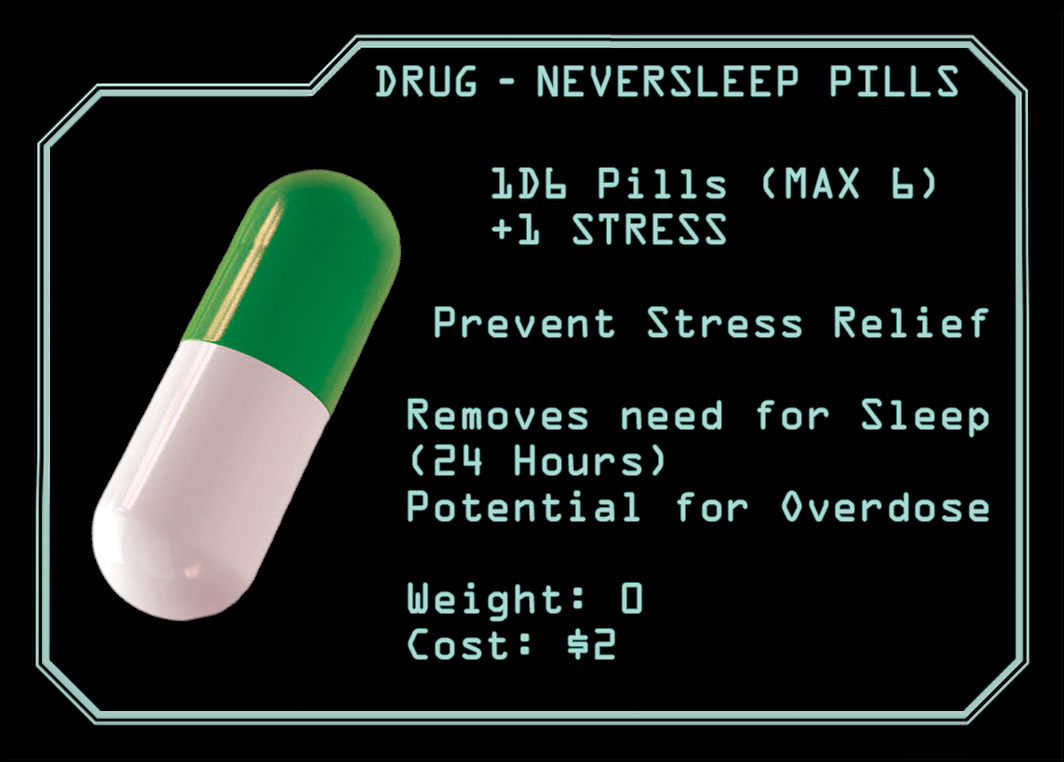 DRUG - NEVERSLEEP PILLS
1D6 Pills (MAX 6)
+1 STRESS
Prevent Stress Relief
Removes need for Sleep
(24 Hours)
Potential for Overdose
Weight: 0
Cost: $2